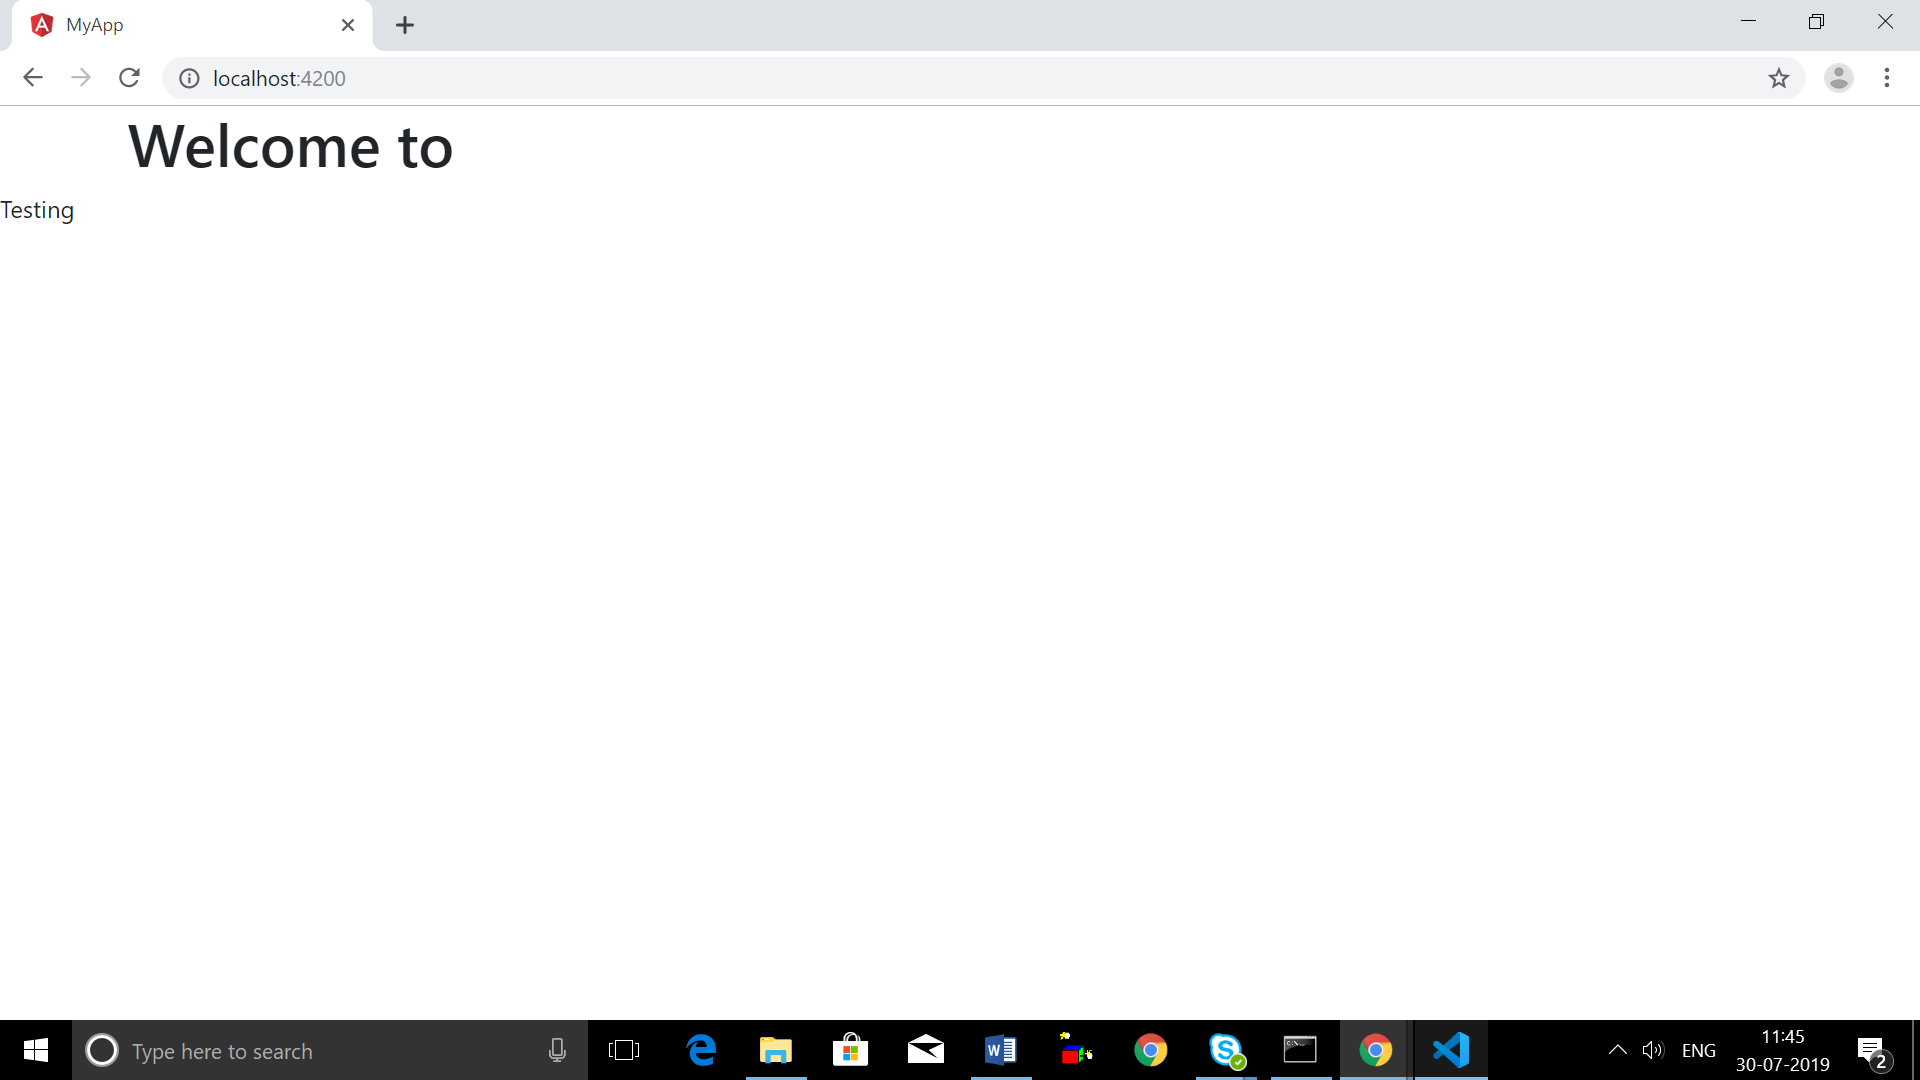 MyApp
localhost:4200
Welcome to
Testing
Type here to search
ENG
11:45
30-07-2019
2